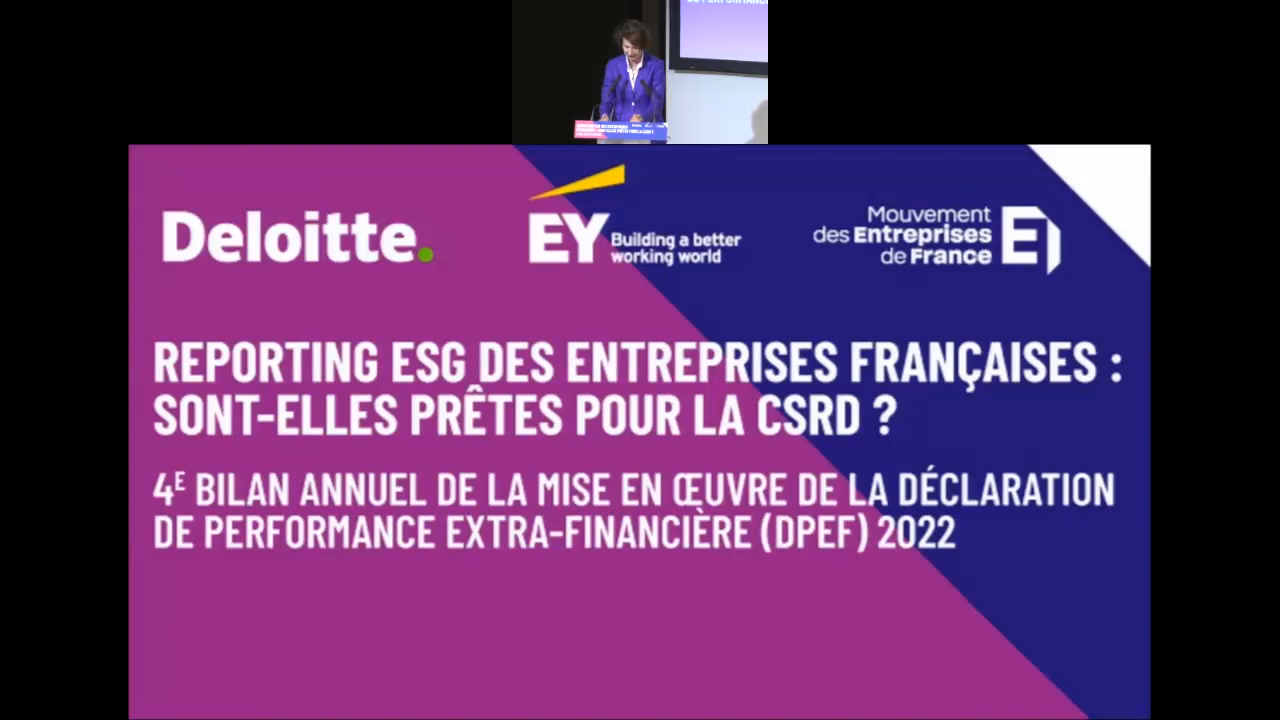 Deloitte.
EY
Building a better
working world
Mouvement
des Entreprises
de France
REPORTING ESG DES ENTREPRISES FRANÇAISES :
SONT-ELLES PRÊTES POUR LA CSRD ?
4E BILAN ANNUEL DE LA MISE EN ŒUVRE DE LA DÉCLARATION
DE PERFORMANCE EXTRA-FINANCIÈRE (DPEF) 2022